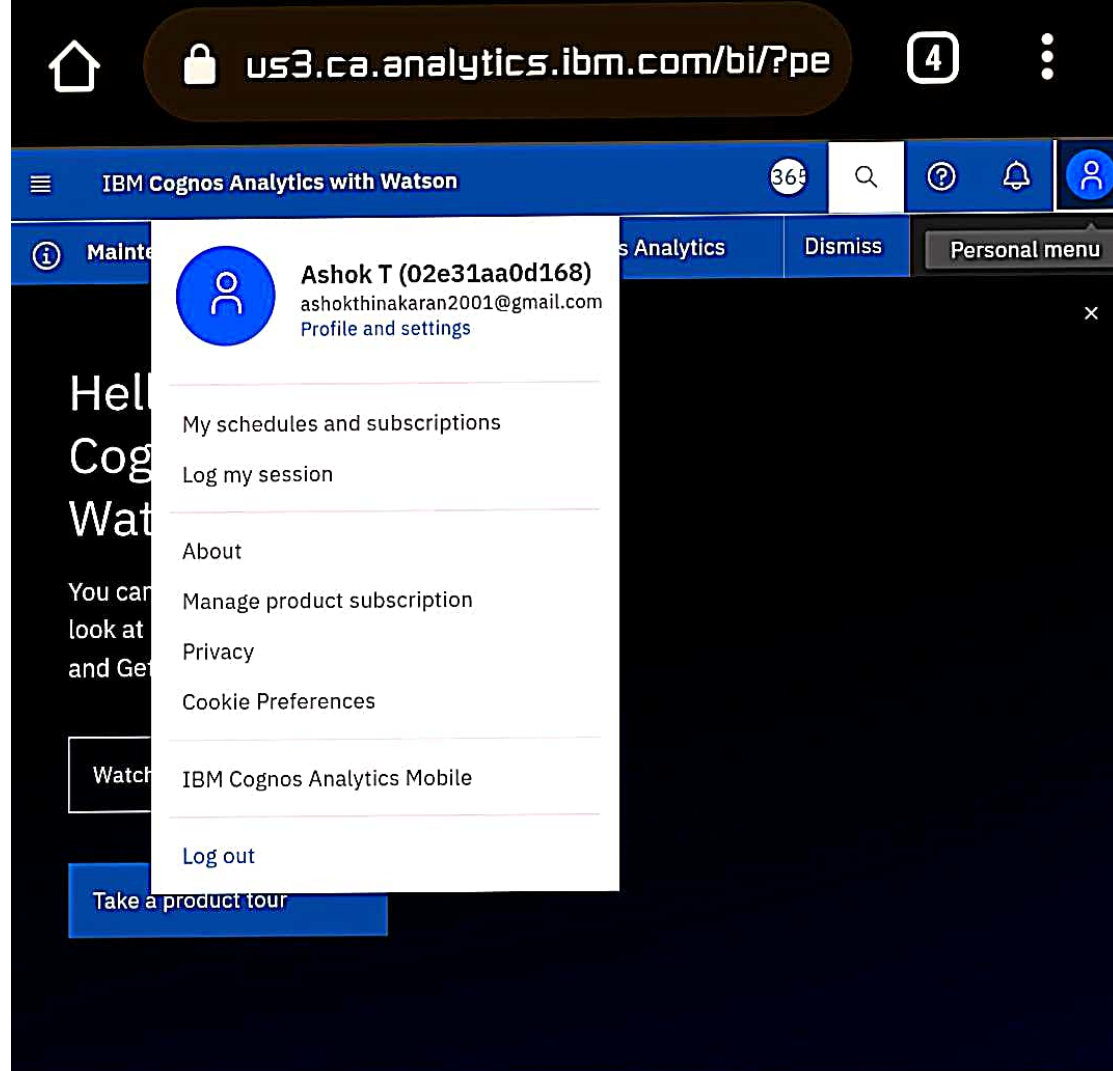 us3.ca.analytics.ibm.com/bi/?pe
4
IBM Cognos Analytics with Watson
365
Mainte
s Analytics
Dismiss
Personal menu
Ashok T (02e31aa0d168)
ashokthinakaran2001@gmail.com
Profile and settings
Hell
Cog
Wat
My schedules and subscriptions
Log my session
You can
look at
and Get
About
Manage product subscription
Privacy
Cookie Preferences
Watch
IBM Cognos Analytics Mobile
Log out
Take a product tour